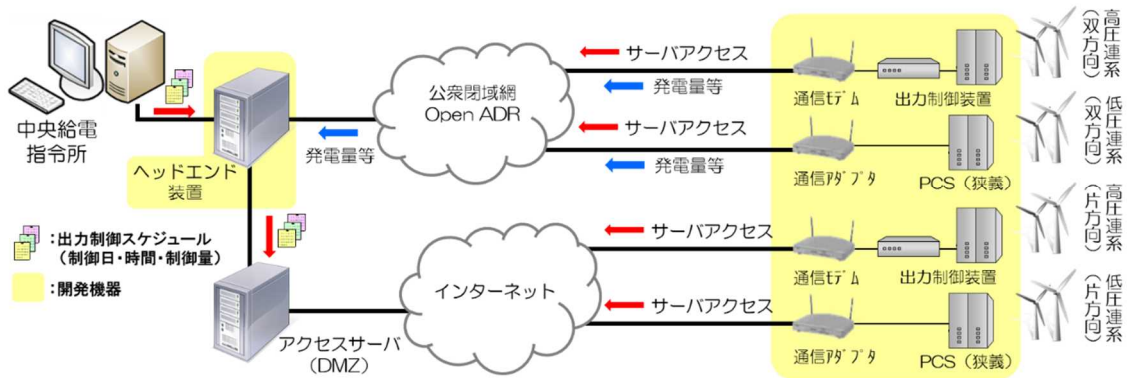 中央給電
指令所
ヘッドエンド
装置
発電量等
公衆閉域網
Open ADR
サーバアクセス
発電量等
サーバアクセス
発電量等
通信ﾓﾃﾞﾑ
出力制御装置
高圧連系
（双方向）
通信ｱﾀﾞﾌﾟﾀ
PCS（狭義）
低圧連系
（双方向）
:出力制御スケジュール
（制御日・時間・制御量）
:開発機器
アクセスサーバ
（DMZ）
インターネット
サーバアクセス
サーバアクセス
通信ﾓﾃﾞﾑ
出力制御装置
高圧連系
（片方向）
通信ｱﾀﾞﾌﾟﾀ
PCS（狭義）
低圧連系
（片方向）